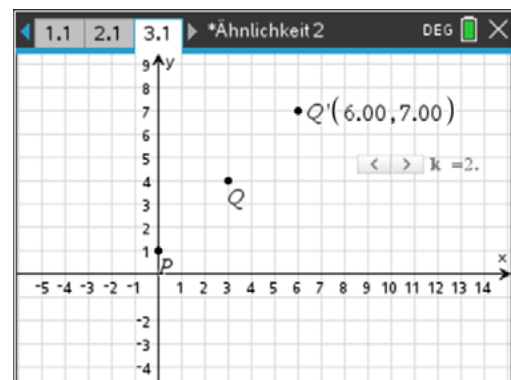 1.1 2.1 3.1 *Ähnlichkeit 2 DEG
y
9
8
7
Q'(6.00,7.00)
6
5
k =2.
4
Q
3
2
1
p
x
-5 -4 -3 -2 -1 1 2 3 4 5 6 7 8 9 10 11 12 13 14
-2
-3
-4